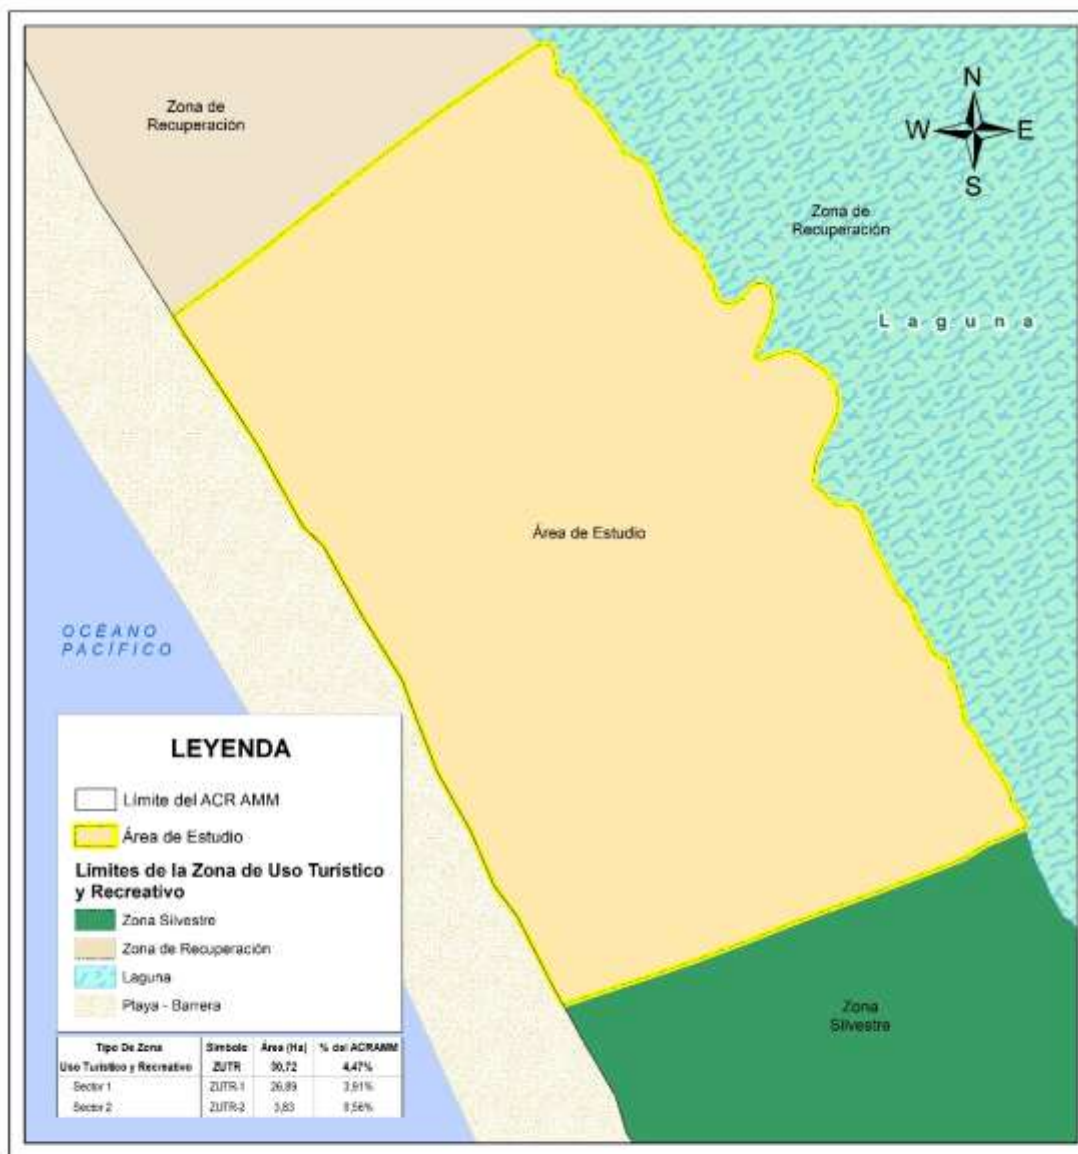 Zona de
Recuperación
N
W E
S
Zona de
Recuperación
Laguna
Área de Estudio
OCÉANO
PACÍFICO
LEYENDA
Límite del ACR AMM
Área de Estudio
Límites de la Zona de Uso Turístico
y Recreativo
Zona Silvestre
Zona de Recuperación
Laguna
Playa - Barrera
Zona
Silvestre
Tipo De Zona Símbolo Área (Ha) % del ACRAMM
Uso Turístico y Recreativo ZUTR 30,72 4,47%
Sector 1 ZUTR-1 26,89 3,91%
Sector 2 ZUTR-2 3,83 0,56%